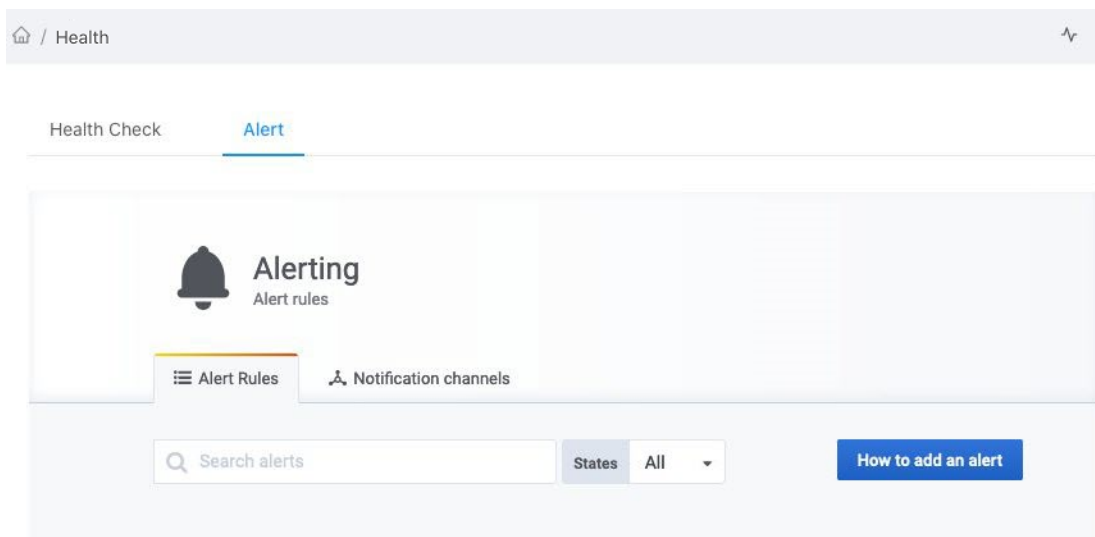 / Health
Health Check Alert
Alerting
Alert rules
Alert Rules Notification channels
Search alerts States All How to add an alert